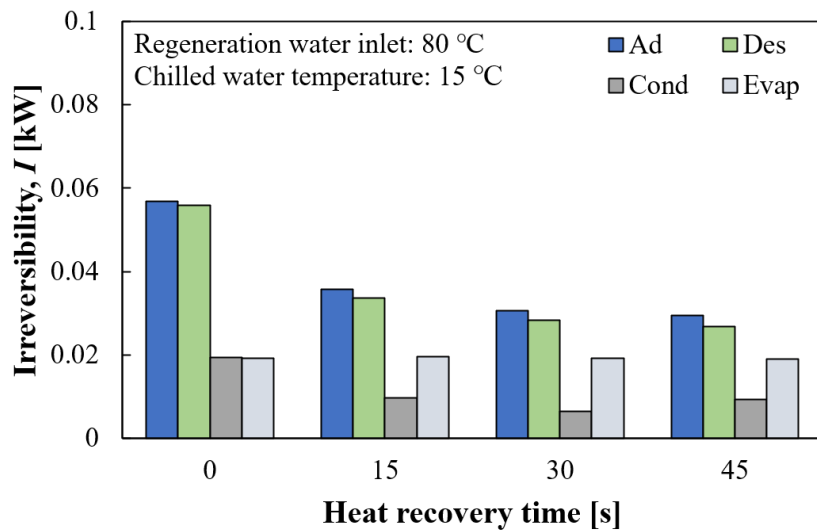 0.1
0.08
0.06
0.04
0.02
0
Irreversibility, I [kW]
Regeneration water inlet: 80 °C
Chilled water temperature: 15 °C
Ad
Des
Cond
Evap
0
15
30
45
Heat recovery time [s]